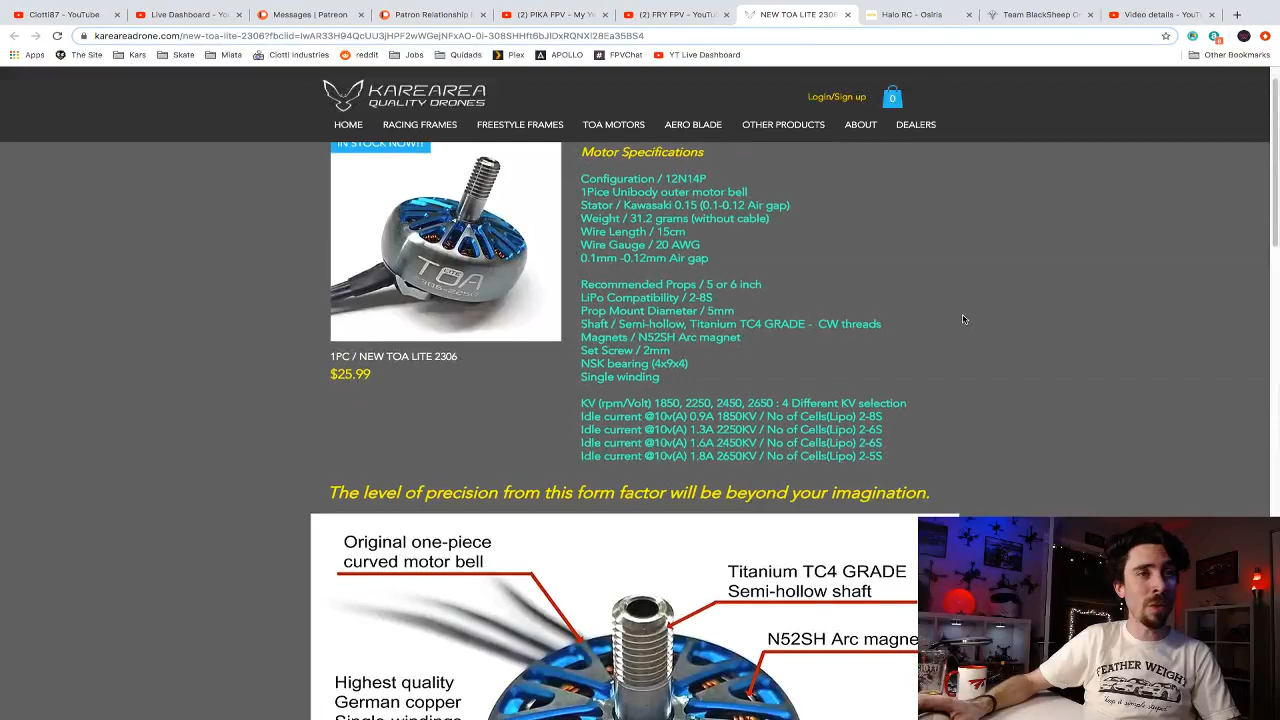 Ciotti87 - YouT
Live Dashboard - You
Messages | Patreon
Patron Relationship
(2) PIKA FPV - My Yo
(2) FRY FPV - YouTu
NEW TOA LITE 2306
Halo RC - Osiris
Team BlackSheep O
Video details - YouT
kareareadrone.com/new-toa-lite-2306?fbclid=IwAR33H94QcUU3jHPF2wWGejNFxAO-0i-308SHHft6bJIDxRQNXI28Ea35BS4
Apps
The Site
Kars
Skate
Miata
Ciotti Industries
reddit
Jobs
Quidads
Plex
APOLLO
FPVChat
YT Live Dashboard
Other Bookmarks
KAREAREA
QUALITY DRONES
Login/Sign up
0
HOME
RACING FRAMES
FREESTYLE FRAMES
TOA MOTORS
AERO BLADE
OTHER PRODUCTS
ABOUT
DEALERS
IN STOCK NOW!!
Motor Specifications
Configuration / 12N14P
1Pice Unibody outer motor bell
Stator / Kawasaki 0.15 (0.1-0.12 Air gap)
Weight / 31.2 grams (without cable)
Wire Length / 15cm
Wire Gauge / 20 AWG
0.1mm -0.12mm Air gap
Recommended Props / 5 or 6 inch
LiPo Compatibility / 2-8S
Prop Mount Diameter / 5mm
Shaft / Semi-hollow, Titanium TC4 GRADE - CW threads
Magnets / N52SH Arc magnet
Set Screw / 2mm
NSK bearing (4x9x4)
Single winding
KV (rpm/Volt) 1850, 2250, 2450, 2650 : 4 Different KV selection
Idle current @10v(A) 0.9A 1850KV / No of Cells(Lipo) 2-8S
Idle current @10v(A) 1.3A 2250KV / No of Cells(Lipo) 2-6S
Idle current @10v(A) 1.6A 2450KV / No of Cells(Lipo) 2-6S
Idle current @10v(A) 1.8A 2650KV / No of Cells(Lipo) 2-5S
TOA
1PC / NEW TOA LITE 2306
$25.99
The level of precision from this form factor will be beyond your imagination.
Original one-piece
curved motor bell
Titanium TC4 GRADE
Semi-hollow shaft
N52SH Arc magne
Highest quality
German copper
Single windings
EATHER WEIGH
keep it simple, stupid!